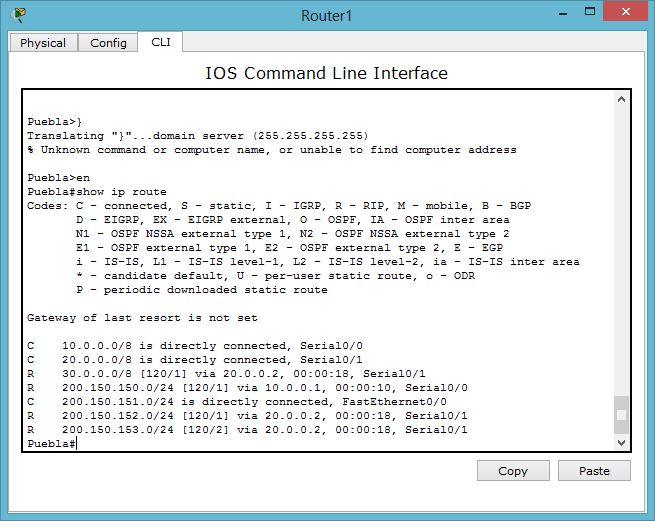 Router1
Physical Config CLI
IOS Command Line Interface
Puebla>}
Translating "}"...domain server (255.255.255.255)
% Unknown command or computer name, or unable to find computer address
Puebla>en
Puebla#show ip route
Codes: C - connected, S - static, I - IGRP, R - RIP, M - mobile, B - BGP
D - EIGRP, EX - EIGRP external, O - OSPF, IA - OSPF inter area
N1 - OSPF NSSA external type 1, N2 - OSPF NSSA external type 2
E1 - OSPF external type 1, E2 - OSPF external type 2, E - EGP
i - IS-IS, L1 - IS-IS level-1, L2 - IS-IS level-2, ia - IS-IS inter area
* - candidate default, U - per-user static route, o - ODR
P - periodic downloaded static route
Gateway of last resort is not set
C 10.0.0.0/8 is directly connected, Serial0/0
C 20.0.0.0/8 is directly connected, Serial0/1
R 30.0.0.0/8 [120/1] via 20.0.0.2, 00:00:18, Serial0/1
R 200.150.150.0/24 [120/1] via 10.0.0.1, 00:00:10, Serial0/0
C 200.150.151.0/24 is directly connected, FastEthernet0/0
R 200.150.152.0/24 [120/1] via 20.0.0.2, 00:00:18, Serial0/1
R 200.150.153.0/24 [120/2] via 20.0.0.2, 00:00:18, Serial0/1
Puebla#
Copy Paste